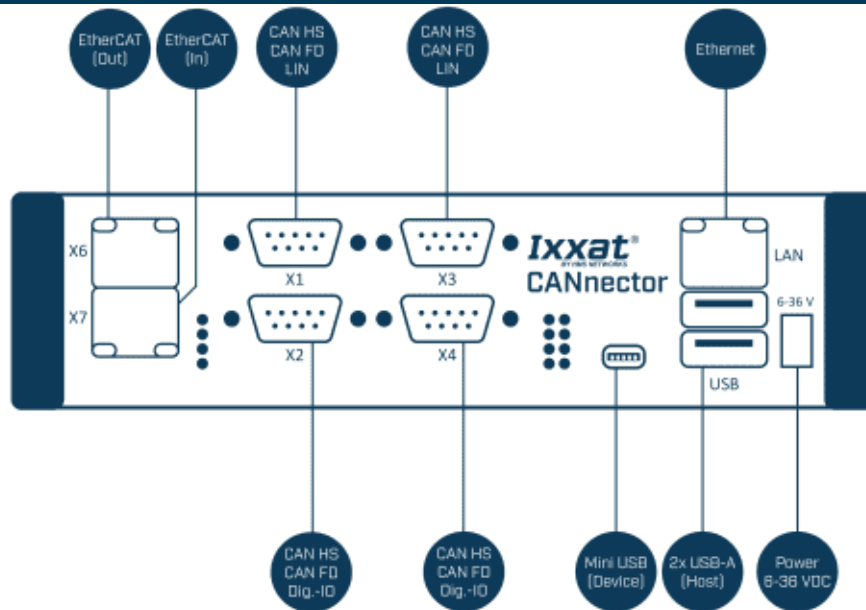 EtherCAT
(Out)
EtherCAT
(In)
CAN HS
CAN FD
LIN
CAN HS
CAN FD
LIN
Ethernet
X6
X7
X1
X3
X2
X4
Ixxat®
BY HMS NETWORKS
CANnector
LAN
6-36 V
USB
CAN HS
CAN FD
Dig.-IO
CAN HS
CAN FD
Dig.-IO
Mini USB
(Device)
2x USB-A
(Host)
Power
6-36 VDC